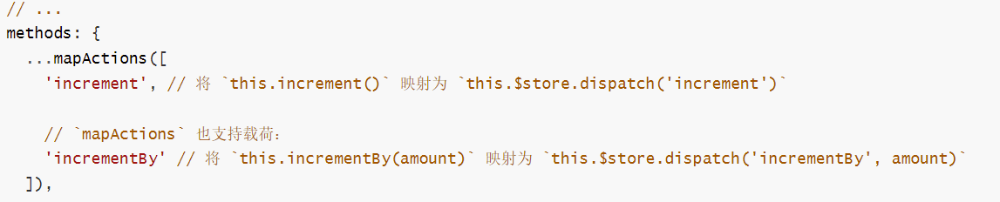 // ...
methods: {
  ...mapActions([
    'increment', // 将 `this.increment()` 映射为 `this.$store.dispatch('increment')`

    // `mapActions` 也支持载荷:
    'incrementBy' // 将 `this.incrementBy(amount)` 映射为 `this.$store.dispatch('incrementBy', amount)`
  ]),